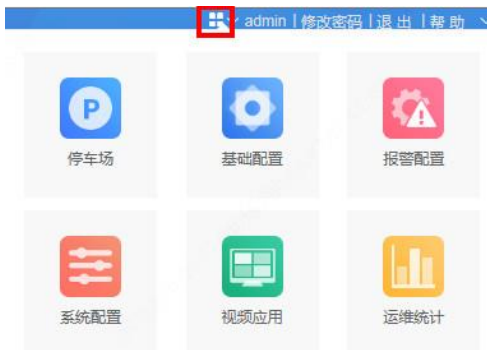 admin | 修改密码 | 退 出 | 帮 助
P
停车场 基础配置 报警配置
系统配置 视频应用 运维统计